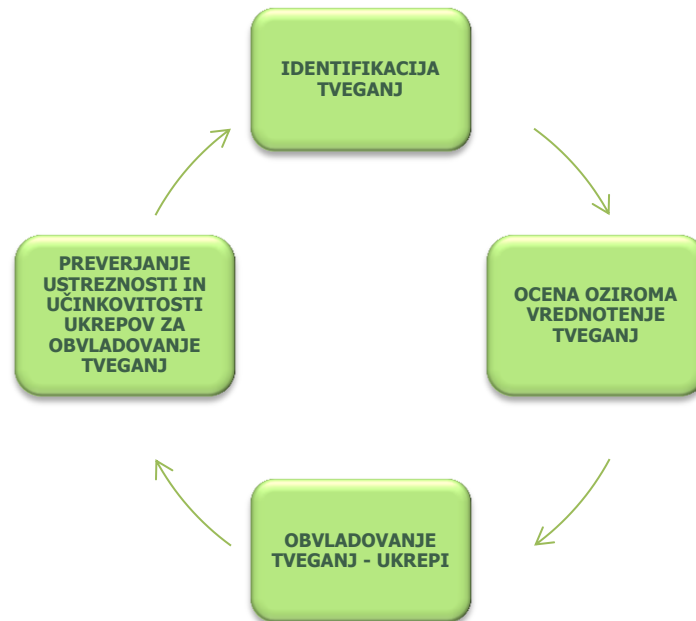 IDENTIFIKACIJA
TVEGANJ
OCENA OZIROMA
VREDNOTENJE
TVEGANJ
OBVLADOVANJE
TVEGANJ - UKREPI
PREVERJANJE
USTREZNOSTI IN
UČINKOVITOSTI
UKREPOV ZA
OBVLADOVANJE
TVEGANJ